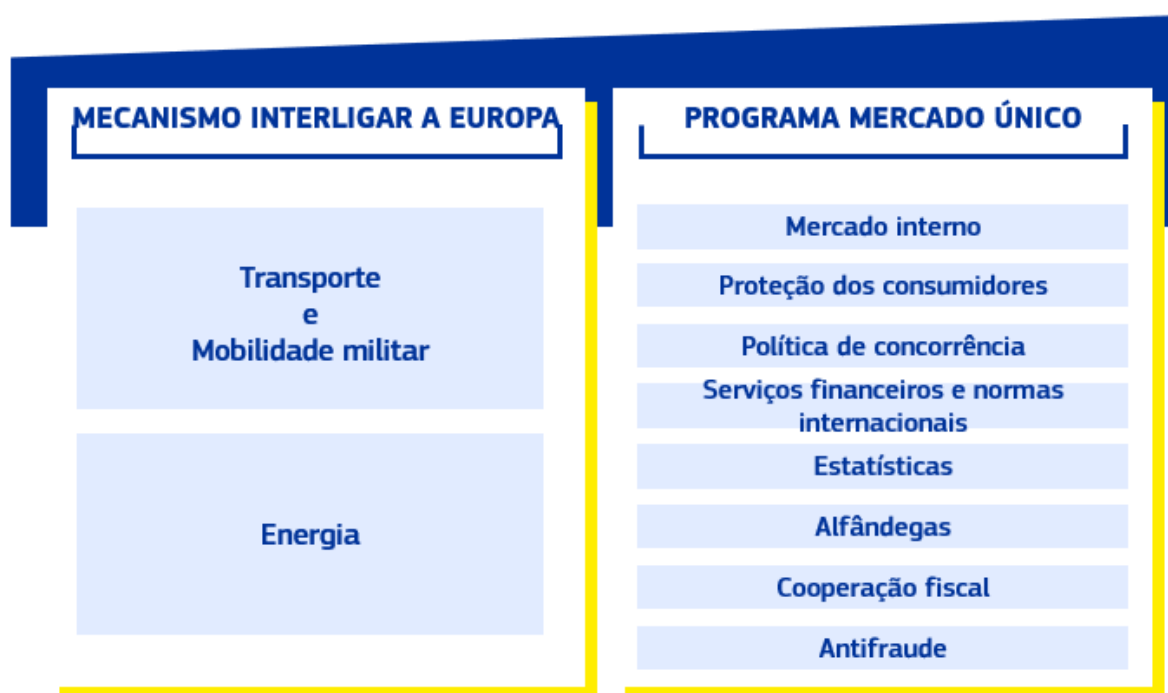 MECANISMO INTERLIGAR A EUROPA
Transporte
e
Mobilidade militar
Energia
PROGRAMA MERCADO ÚNICO
Mercado interno
Proteção dos consumidores
Política de concorrência
Serviços financeiros e normas
internacionais
Estatísticas
Alfândegas
Cooperação fiscal
Antifraude